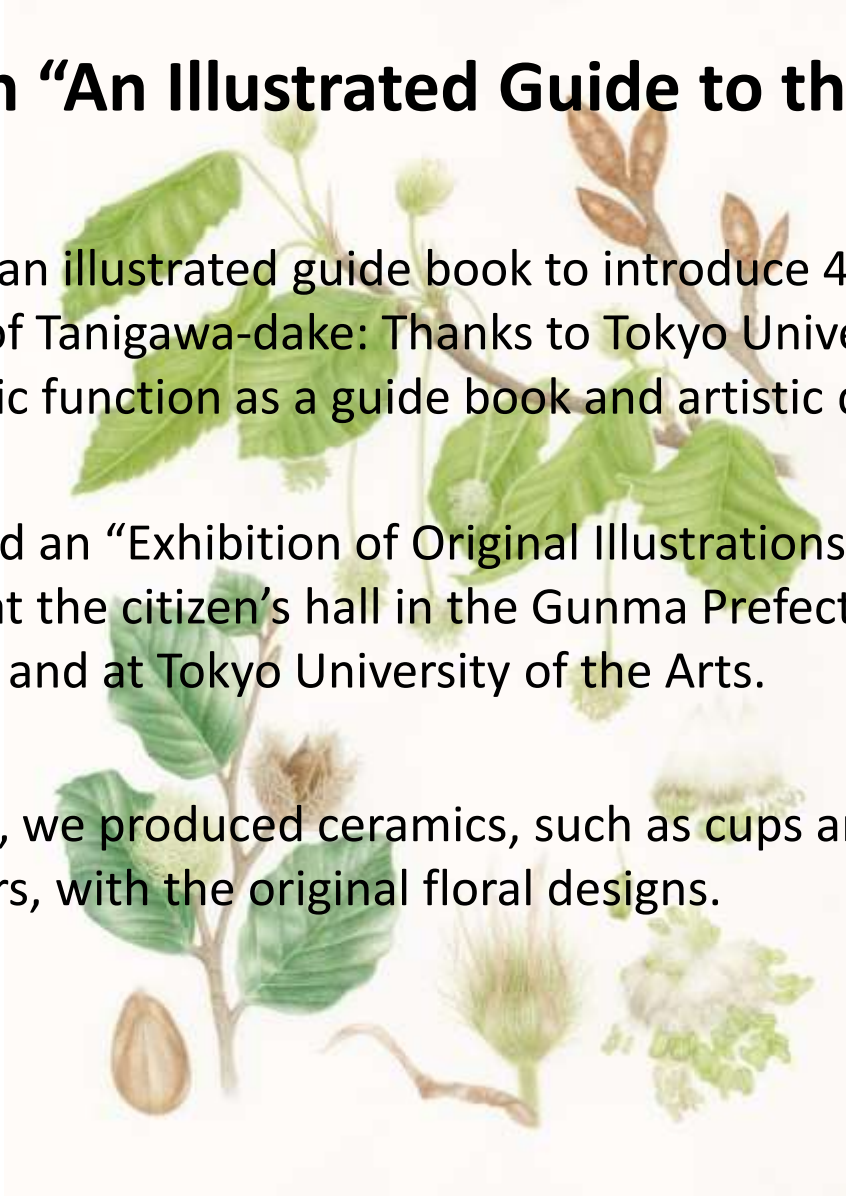 n “An Illustrated Guide to th
an illustrated guide book to introduce 4
of Tanigawa-dake: Thanks to Tokyo Unive
ic function as a guide book and artistic c
d an “Exhibition of Original Illustrations
at the citizen’s hall in the Gunma Prefect
and at Tokyo University of the Arts.
, we produced ceramics, such as cups an
rs, with the original floral designs.